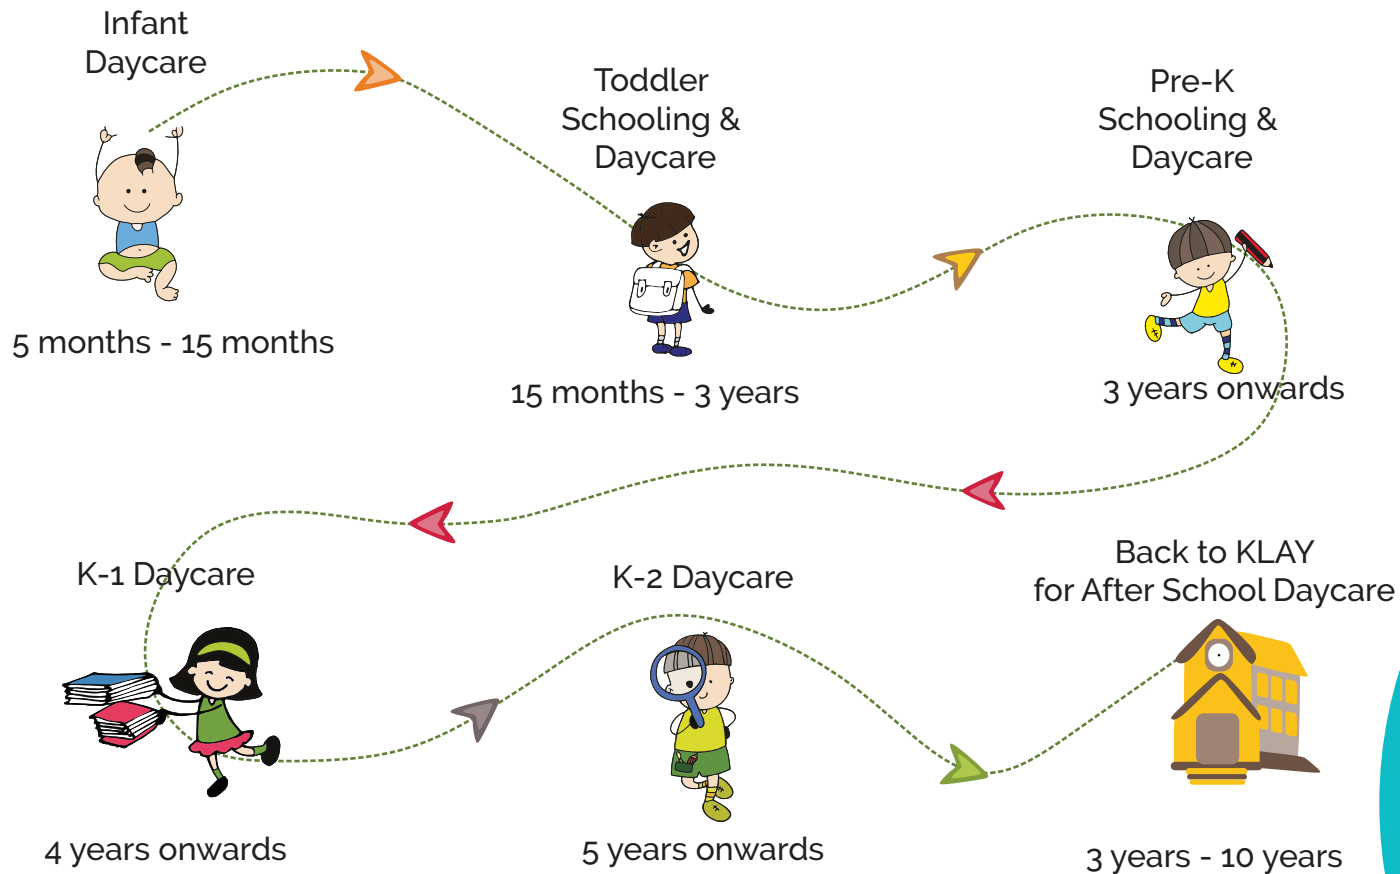 Infant
Daycare
5 months - 15 months
Toddler
Schooling &
Daycare
15 months - 3 years
Pre-K
Schooling &
Daycare
3 years onwards
K-1 Daycare
4 years onwards
K-2 Daycare
5 years onwards
Back to KLAY
for After School Daycare
3 years - 10 years